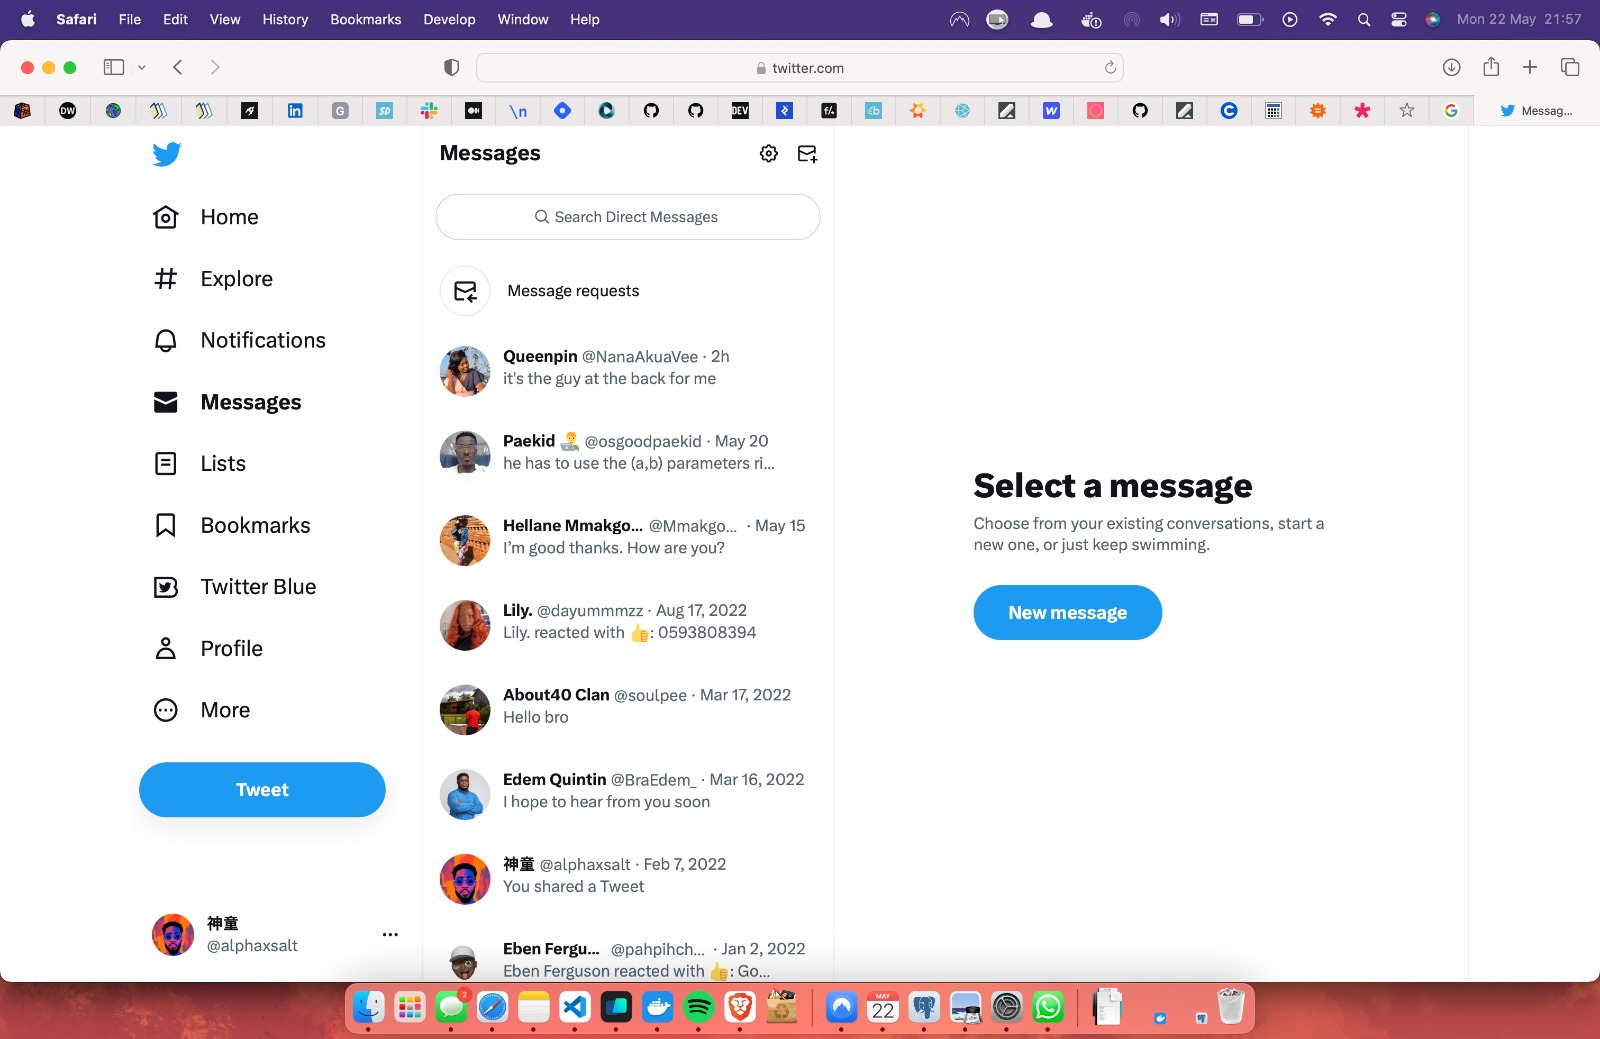 Safari File Edit View History Bookmarks Develop Window Help Mon 22 May 21:57
twitter.com
DW in G SD \n DEV f/. b W C G Messag...
Messages
Search Direct Messages
Home
Explore
Notifications
Messages
Lists
Bookmarks
Twitter Blue
Profile
More
Tweet
神童
@alphaxsalt
Message requests
Queenpin @NanaAkuaVee · 2h
it's the guy at the back for me
Paekid 👨‍💻 @osgoodpaekid · May 20
he has to use the (a,b) parameters ri...
Hellane Mmakgo... @Mmakgo... · May 15
I'm good thanks. How are you?
Lily. @dayummmzz · Aug 17, 2022
Lily. reacted with 👍: 0593808394
About40 Clan @soulpee · Mar 17, 2022
Hello bro
Edem Quintin @BraEdem_ · Mar 16, 2022
I hope to hear from you soon
神童 @alphaxsalt · Feb 7, 2022
You shared a Tweet
Eben Fergu... @pahpihch... · Jan 2, 2022
Eben Ferguson reacted with 👍: Go...
Select a message
Choose from your existing conversations, start a
new one, or just keep swimming.
New message
2
MAY
22